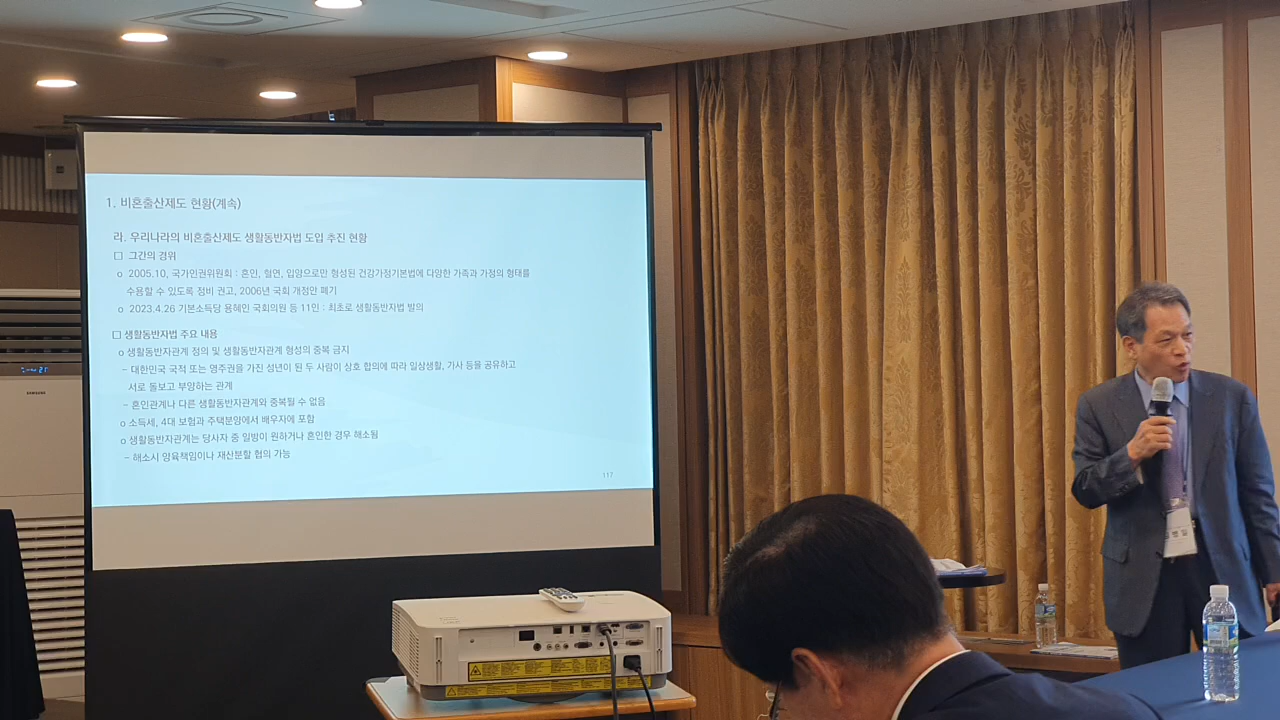 1. 비혼출산제도 현황(계속)
라. 우리나라의 비혼출산제도 생활동반자법 도입 추진 현황
□ 그간의 경위
o 2005.10, 국가인권위원회 : 혼인, 혈연, 입양으로만 형성된 건강가정기본법에 다양한 가족과 가정의 형태를
수용할 수 있도록 정비 권고, 2006년 국회 개정안 폐기
o 2023.4.26 기본소득당 용혜인 국회의원 등 11인 : 최초로 생활동반자법 발의
□ 생활동반자법 주요 내용
o 생활동반자관계 정의 및 생활동반자관계 형성의 중복 금지
- 대한민국 국적 또는 영주권을 가진 성년이 된 두 사람이 상호 합의에 따라 일상생활, 가사 등을 공유하고
서로 돌보고 부양하는 관계
- 혼인관계나 다른 생활동반자관계와 중복될 수 없음
o 소득세, 4대 보험과 주택분양에서 배우자에 포함
o 생활동반자관계는 당사자 중 일방이 원하거나 혼인한 경우 해소됨
- 해소시 양육책임이나 재산분할 협의 가능
117
SAMSUNG